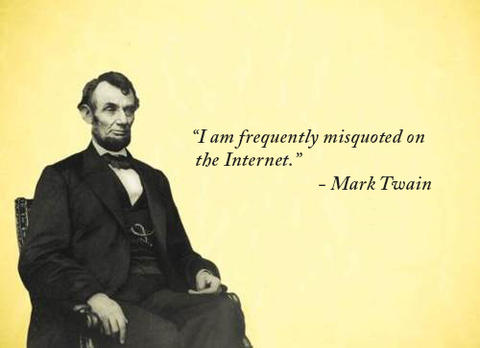 “I am frequently misquoted on
the Internet.”
- Mark Twain